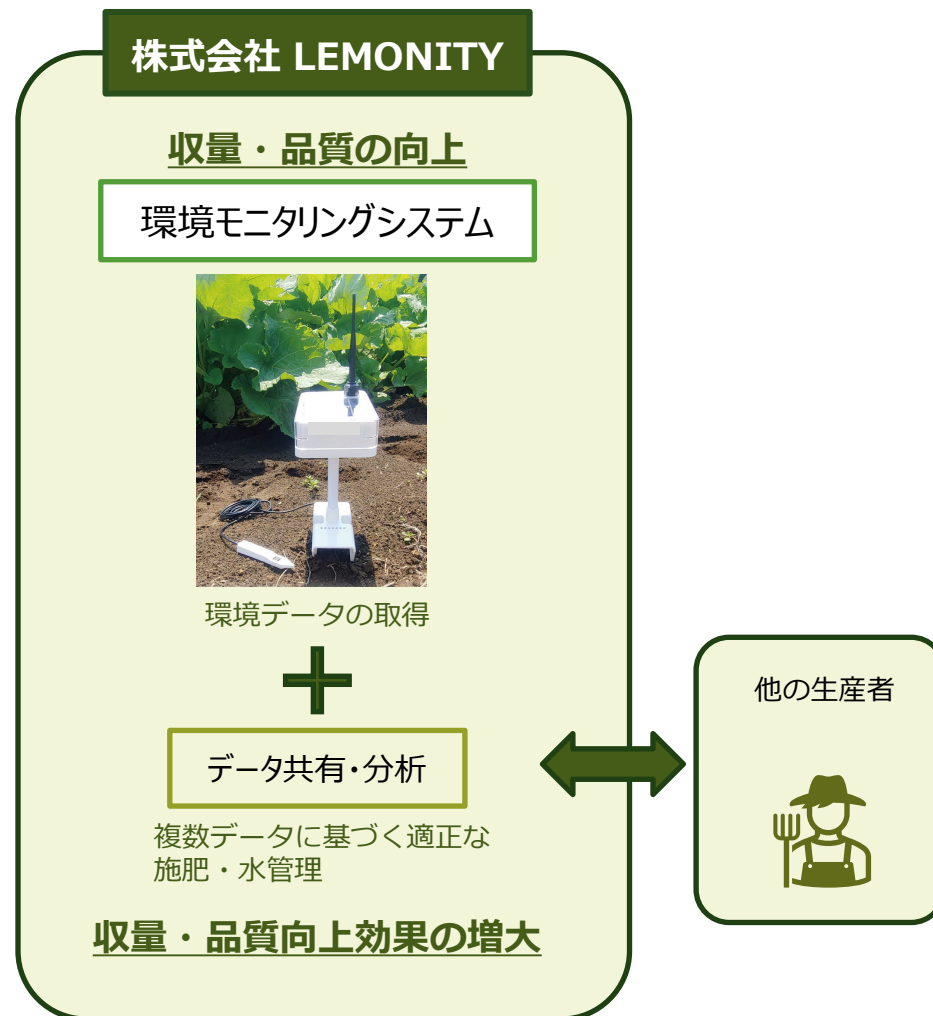 株式会社 LEMONITY
収量・品質の向上
環境モニタリングシステム
環境データの取得
データ共有・分析
複数データに基づく適正な
施肥・水管理
収量・品質向上効果の増大
他の生産者